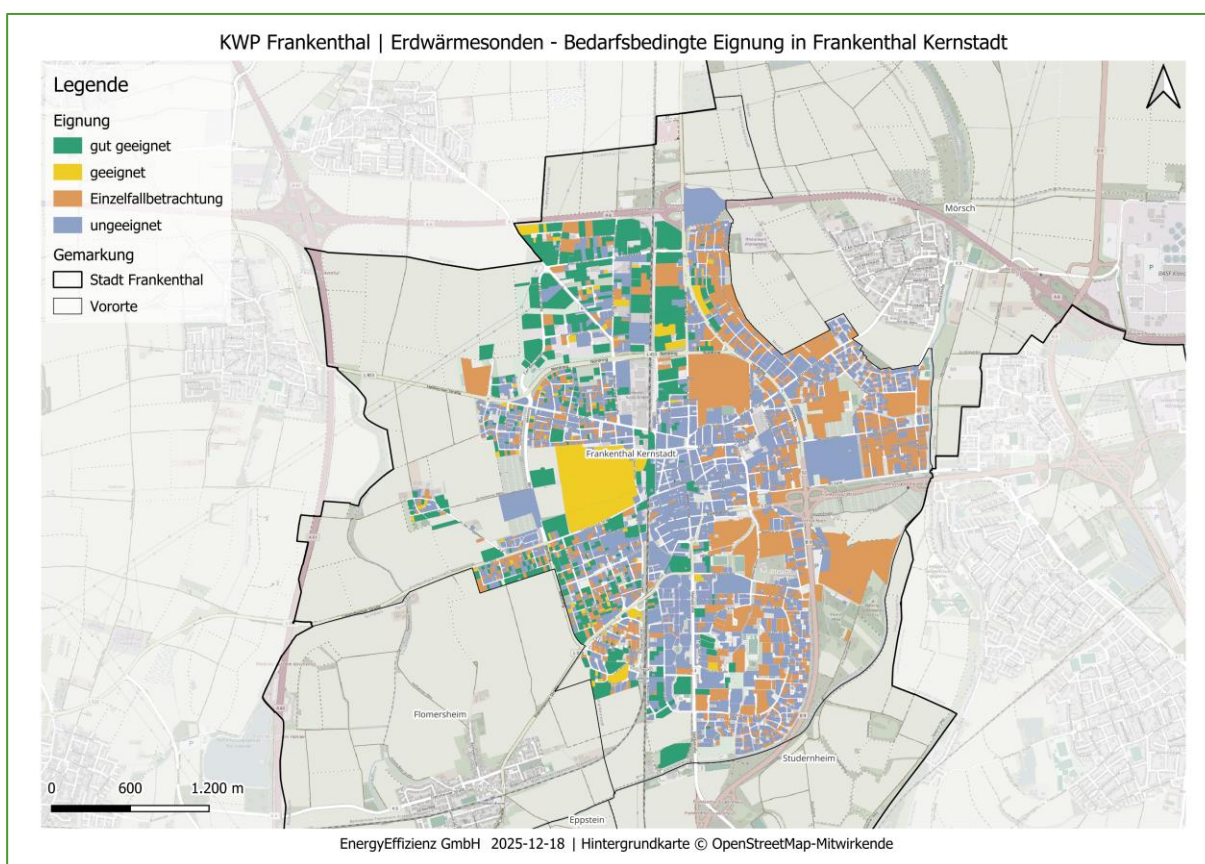 KWP Frankenthal | Erdwärmesonden - Bedarfsbedingte Eignung in Frankenthal Kernstadt
Legende
Eignung
gut geeignet
geeignet
Einzelfallbetrachtung
ungeeignet
Gemarkung
Stadt Frankenthal
Vororte
Mörsch
Frankenthal Kernstadt
Flomersheim
Studernheim
Eppstein
0 600 1.200 m
EnergyEffizienz GmbH 2025-12-18 | Hintergrundkarte © OpenStreetMap-Mitwirkende